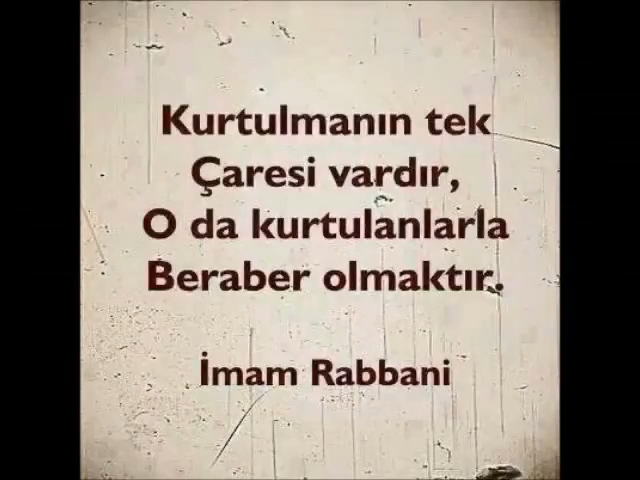 Kurtulmanın tek
Çaresi vardır,
O da kurtulanlarla
Beraber olmaktır.
İmam Rabbani